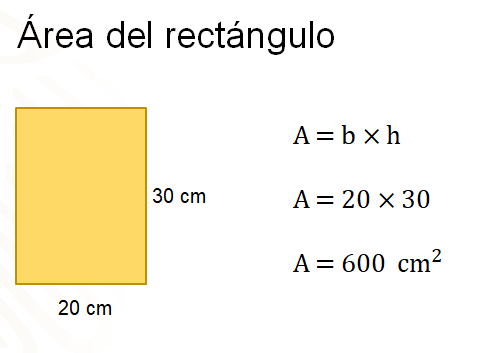 Área del rectángulo
A = b × h
30 cm
A = 20 × 30
A = 600 cm²
20 cm